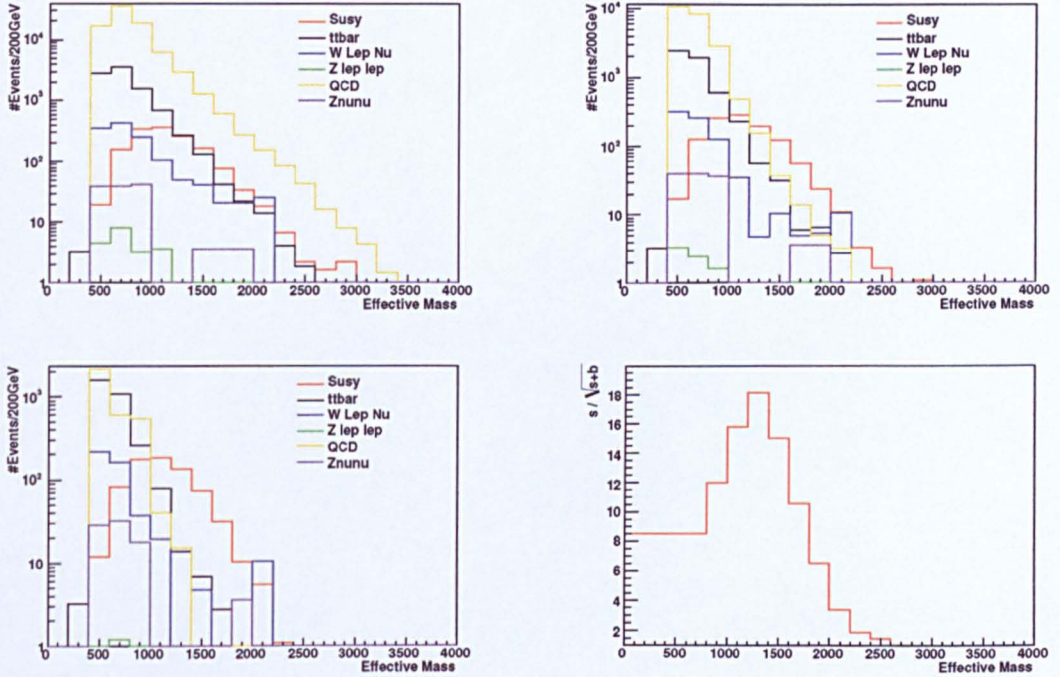 #Events/200GeV
10⁴
10³
10²
10
1
Susy
ttbar
W Lep Nu
Z lep lep
QCD
Znunu
0 500 1000 1500 2000 2500 3000 3500 4000
Effective Mass
#Events/200GeV
10⁴
10³
10²
10
1
Susy
ttbar
W Lep Nu
Z lep lep
QCD
Znunu
0 500 1000 1500 2000 2500 3000 3500 4000
Effective Mass
#Events/200GeV
10³
10²
10
1
Susy
ttbar
W Lep Nu
Z lep lep
QCD
Znunu
0 500 1000 1500 2000 2500 3000 3500 4000
Effective Mass
s / √s+b
18
16
14
12
10
8
6
4
2
0 500 1000 1500 2000 2500 3000 3500 4000
Effective Mass